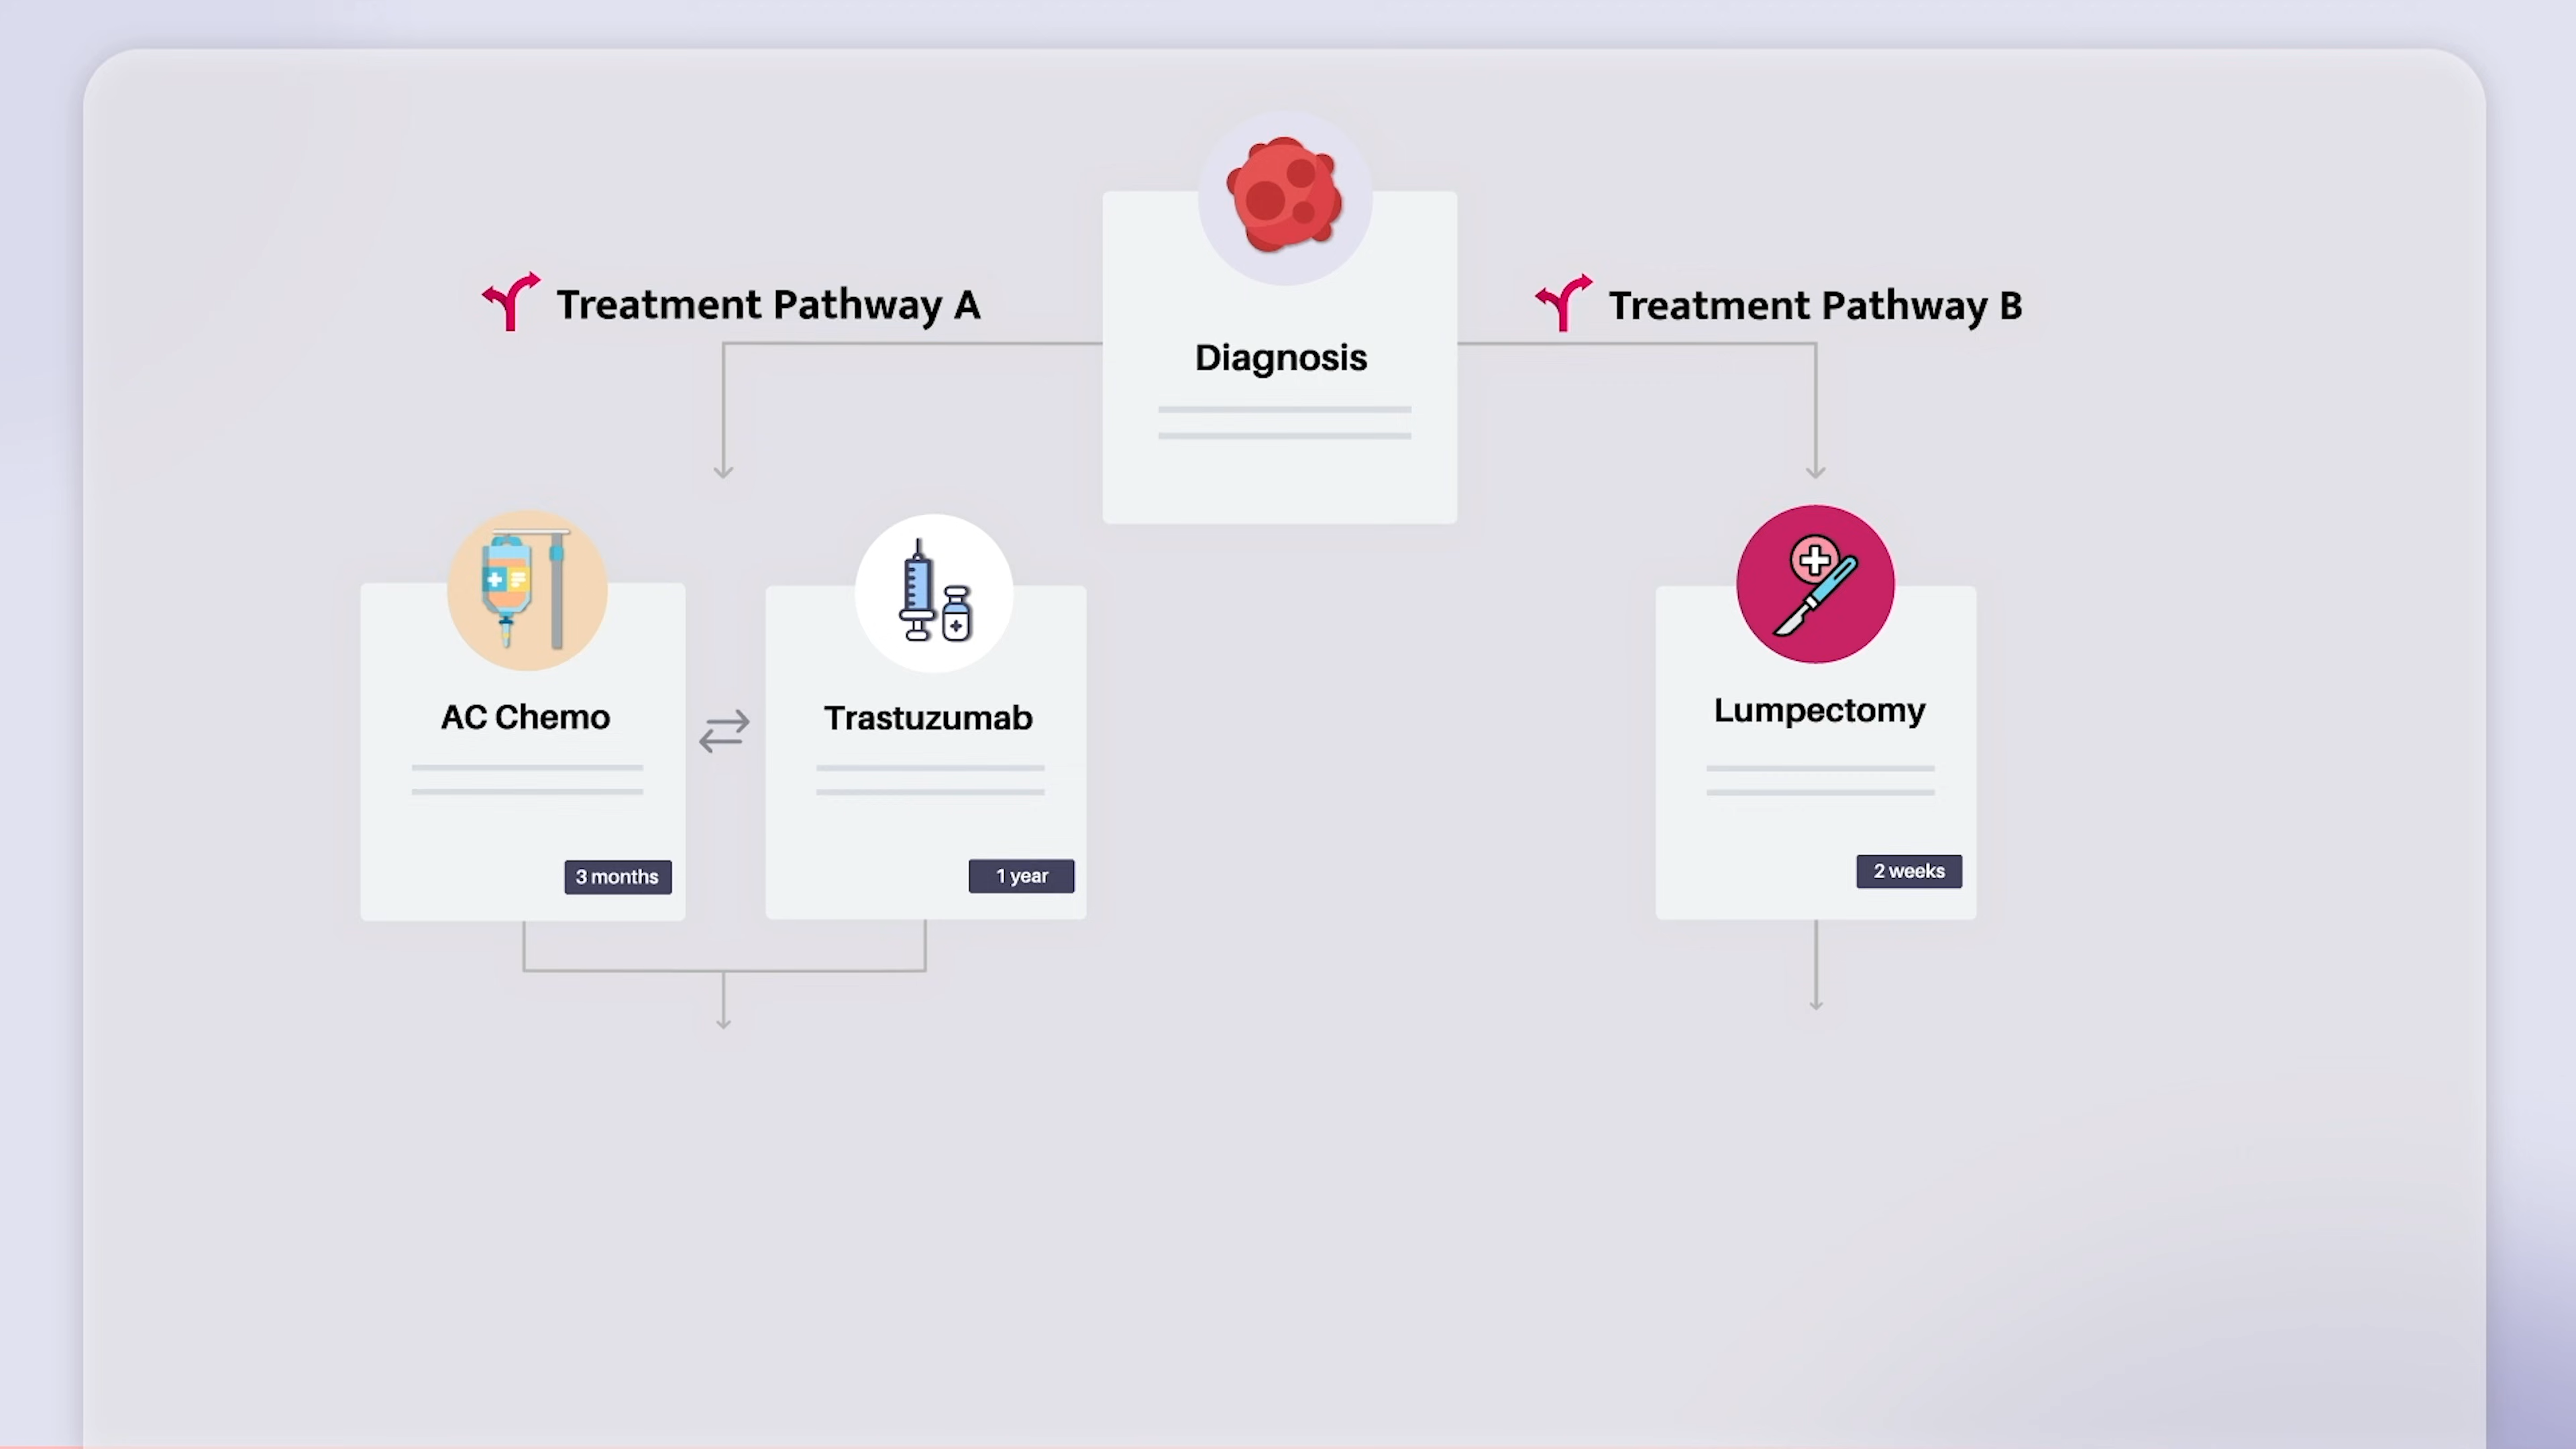 Treatment Pathway A
Treatment Pathway B
Diagnosis
AC Chemo
Trastuzumab
Lumpectomy
3 months
1 year
2 weeks